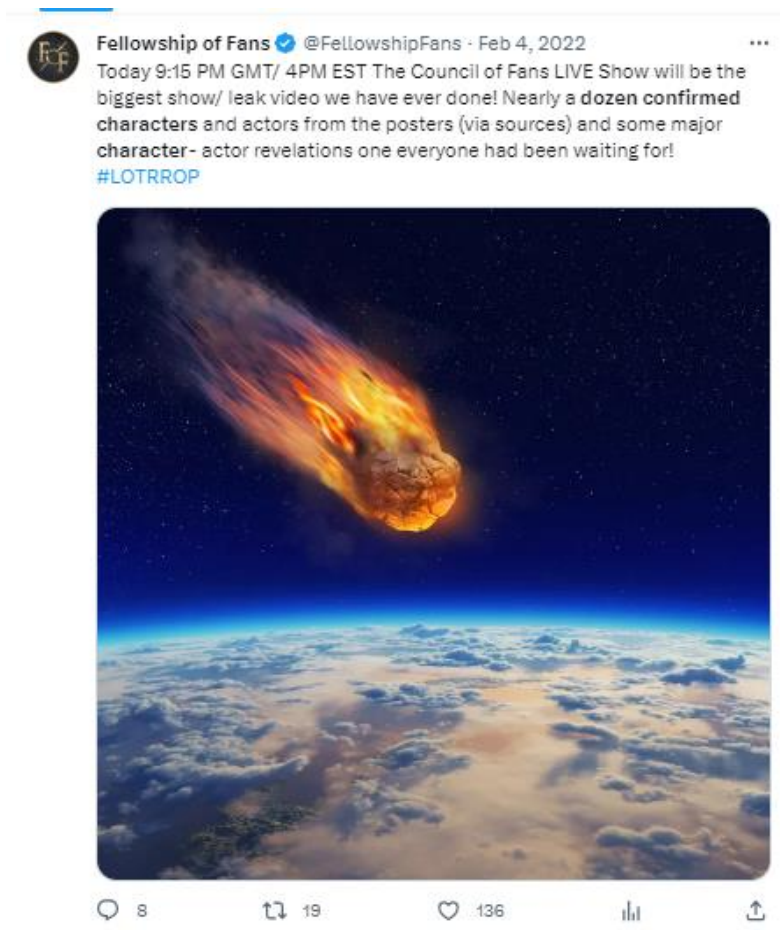 Fellowship of Fans @FellowshipFans · Feb 4, 2022
Today 9:15 PM GMT/ 4PM EST The Council of Fans LIVE Show will be the
biggest show/ leak video we have ever done! Nearly a dozen confirmed
characters and actors from the posters (via sources) and some major
character- actor revelations one everyone had been waiting for!
#LOTRROP
8 19 136